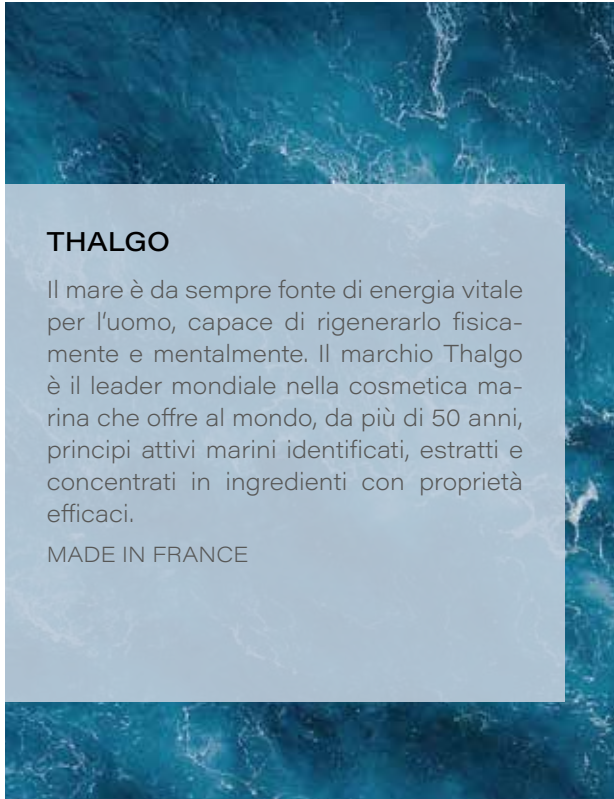 THALGO
Il mare è da sempre fonte di energia vitale
per l'uomo, capace di rigenerarlo fisica-
mente e mentalmente. Il marchio Thalgo
è il leader mondiale nella cosmetica ma-
rina che offre al mondo, da più di 50 anni,
principi attivi marini identificati, estratti e
concentrati in ingredienti con proprietà
efficaci.
MADE IN FRANCE